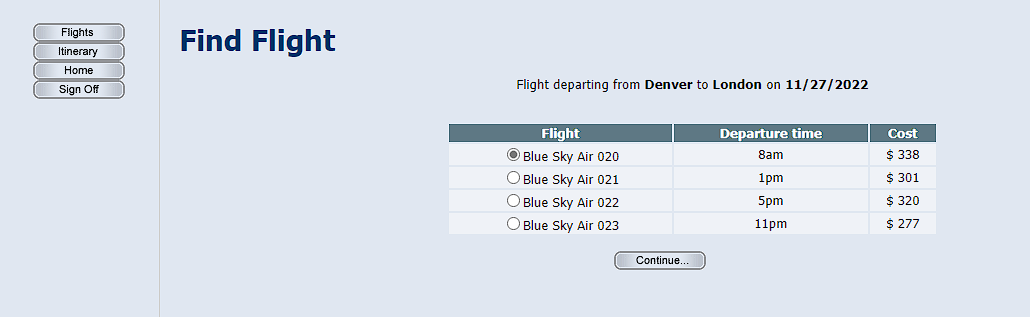 Flights
Itinerary
Home
Sign Off
Find Flight
Flight departing from Denver to London on 11/27/2022
Flight Departure time Cost
Blue Sky Air 020 8am $ 338
Blue Sky Air 021 1pm $ 301
Blue Sky Air 022 5pm $ 320
Blue Sky Air 023 11pm $ 277
Continue...